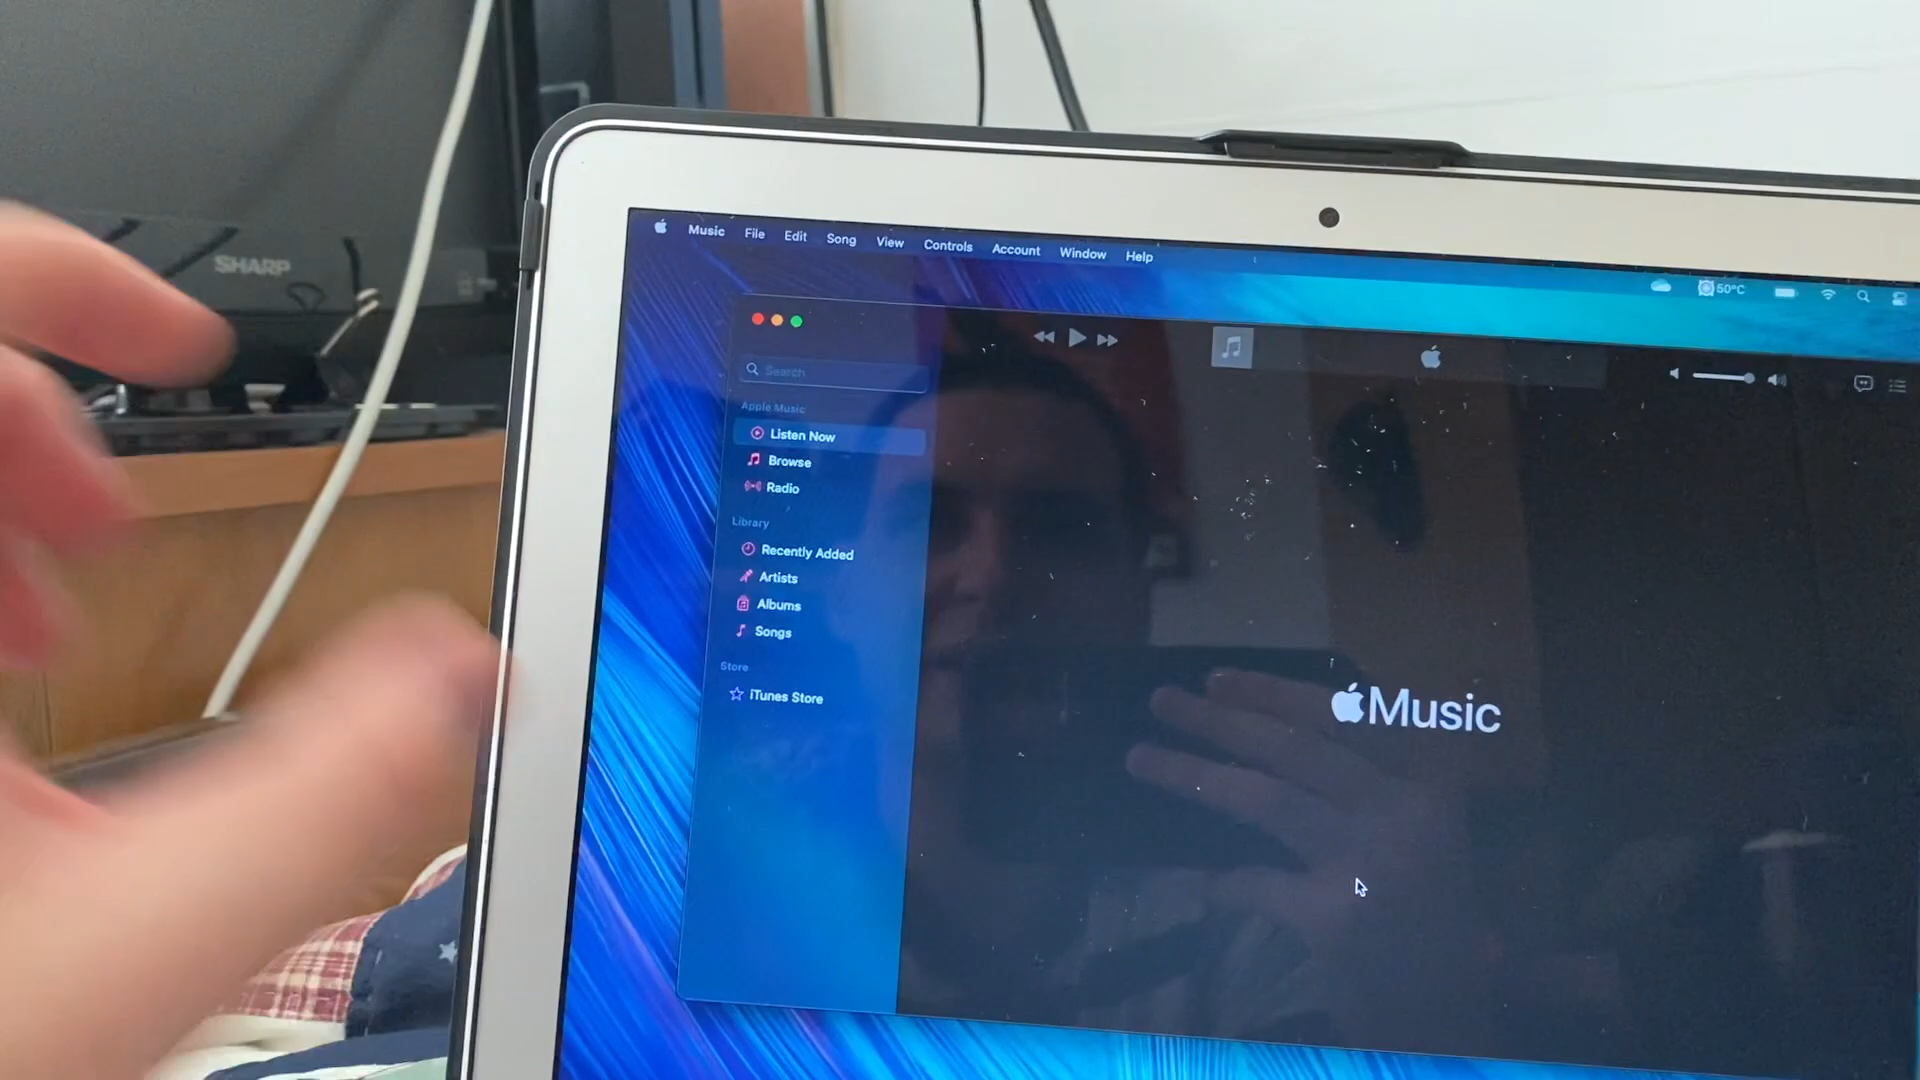 SHARP
Music File Edit Song View Controls Account Window Help
50°C
Search
Apple Music
Listen Now
Browse
Radio
Library
Recently Added
Artists
Albums
Songs
Store
iTunes Store
Music